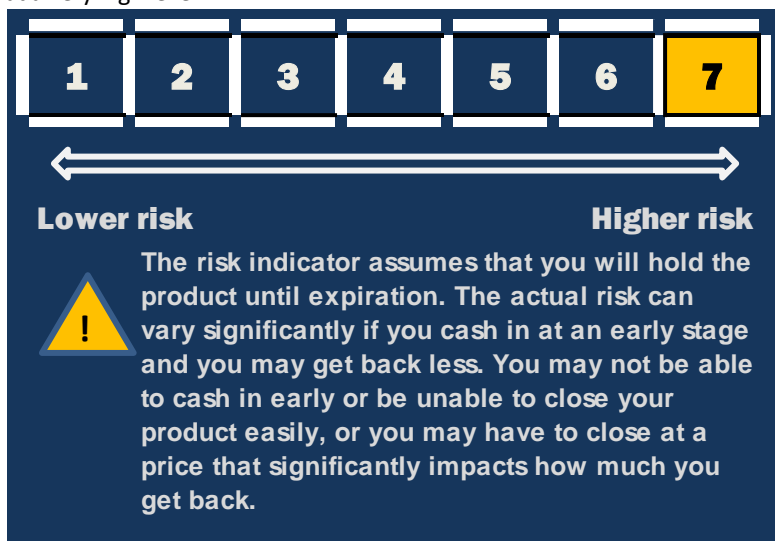 1 2 3 4 5 6 7
Lower risk Higher risk
The risk indicator assumes that you will hold the
product until expiration. The actual risk can
! vary significantly if you cash in at an early stage
and you may get back less. You may not be able
to cash in early or be unable to close your
product easily, or you may have to close at a
price that significantly impacts how much you
get back.